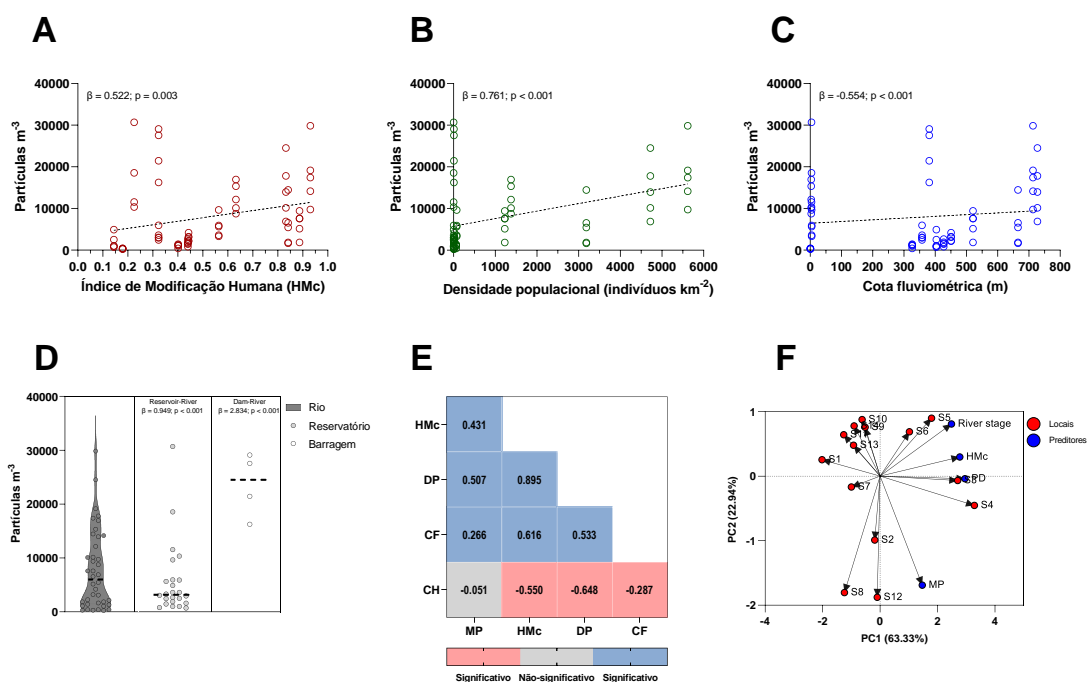 A
B
C
β = 0.522; p = 0.003
β = 0.761; p < 0.001
β = -0.554; p < 0.001
Partículas m-3
40000
30000
20000
10000
0
0.0 0.1 0.2 0.3 0.4 0.5 0.6 0.7 0.8 0.9 1.0
Índice de Modificação Humana (HMc)
Partículas m-3
40000
30000
20000
10000
0
0 1000 2000 3000 4000 5000 6000
Densidade populacional (indivíduos km-2)
Partículas m-3
40000
30000
20000
10000
0
0 100 200 300 400 500 600 700 800
Cota fluviométrica (m)
D
E
F
Partículas m-3
40000
30000
20000
10000
0
Reservoir-River
β = 0.949; p < 0.001
Dam-River
β = 2.834; p < 0.001
Rio
Reservatório
Barragem
HMc 0.431
DP 0.507 0.895
CF 0.266 0.616 0.533
CH -0.051 -0.550 -0.648 -0.287
MP HMc DP CF
Significativo Não-significativo Significativo
PC2 (22.94%)
1
0
-1
-2
-4 -2 0 2 4 6
PC1 (63.33%)
S10
S9
S13
S1
S7
S6
S5
River stage
HMc
PD
S4
S2
MP
S8
S12
Locais
Preditores